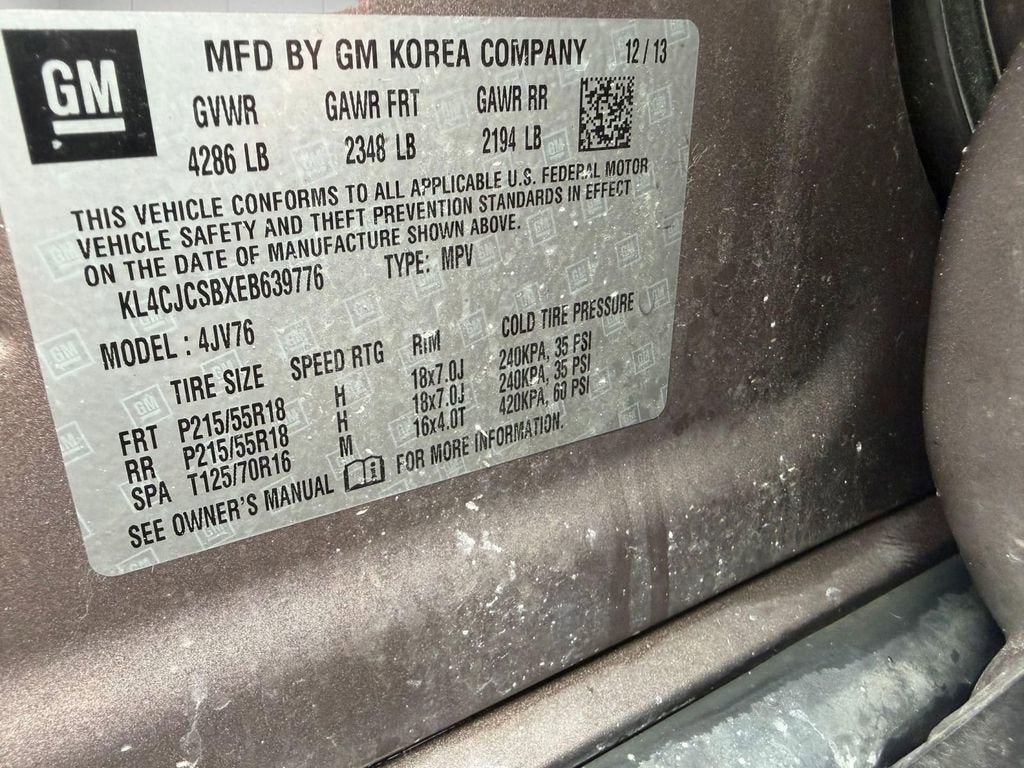 GM
MFD BY GM KOREA COMPANY 12/13
GVWR GAWR FRT GAWR RR
4286 LB 2348 LB 2194 LB
THIS VEHICLE CONFORMS TO ALL APPLICABLE U.S. FEDERAL MOTOR
VEHICLE SAFETY AND THEFT PREVENTION STANDARDS IN EFFECT
ON THE DATE OF MANUFACTURE SHOWN ABOVE.
KL4CJCSBXEB639776 TYPE: MPV
MODEL : 4JV76
TIRE SIZE SPEED RTG RIM COLD TIRE PRESSURE
FRT P215/55R18 H 18x7.0J 240KPA, 35 PSI
RR P215/55R18 H 18x7.0J 240KPA, 35 PSI
SPA T125/70R16 M 16x4.0T 420KPA, 60 PSI
SEE OWNER'S MANUAL FOR MORE INFORMATION.